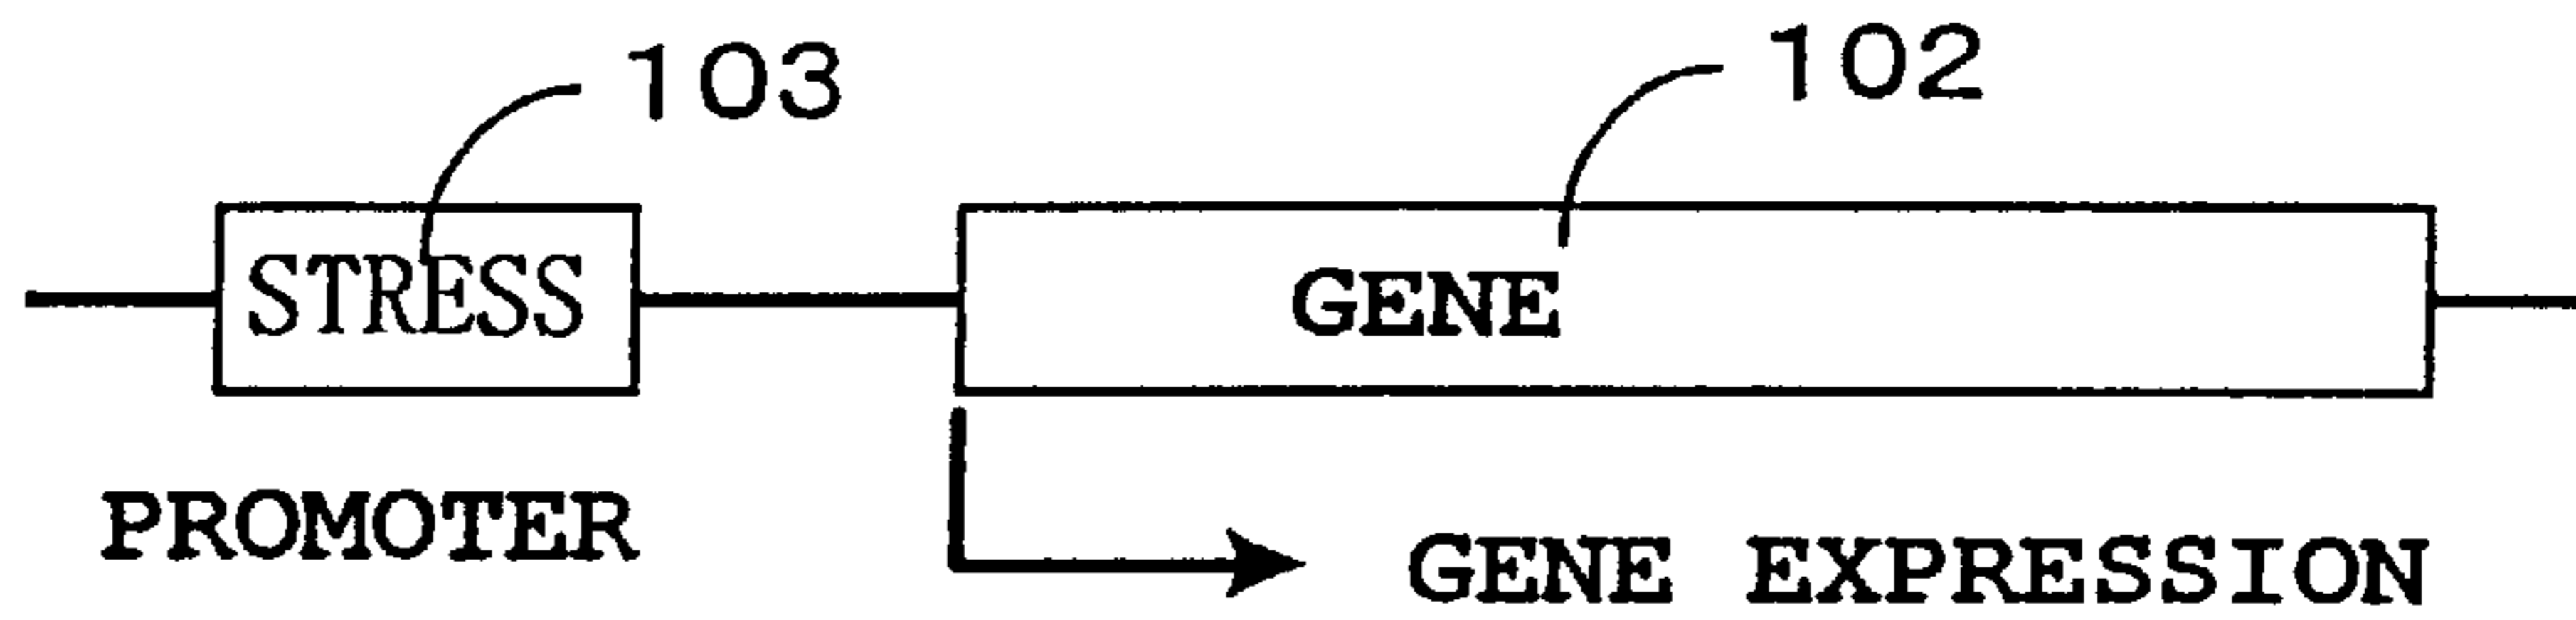 103 102
STRESS GENE
PROMOTER
GENE EXPRESSION